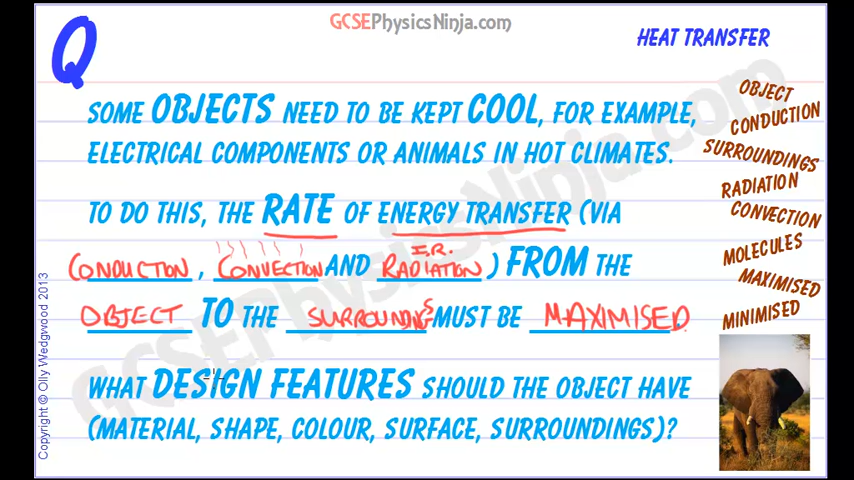 GCSEPhysicsNinja.com
Q
HEAT TRANSFER
SOME OBJECTS NEED TO BE KEPT COOL, FOR EXAMPLE,
ELECTRICAL COMPONENTS OR ANIMALS IN HOT CLIMATES.
TO DO THIS, THE RATE OF ENERGY TRANSFER (VIA
I.R.
CONDUCTION, CONVECTION AND RADIATION) FROM THE
OBJECT TO THE SURROUNDINGS MUST BE MAXIMISED.
WHAT DESIGN FEATURES SHOULD THE OBJECT HAVE
(MATERIAL, SHAPE, COLOUR, SURFACE, SURROUNDINGS)?
OBJECT
CONDUCTION
SURROUNDINGS
RADIATION
CONVECTION
MOLECULES
MAXIMISED
MINIMISED
Copyright © Olly Wedgwood 2013
GCSEPhysicsNinja.com